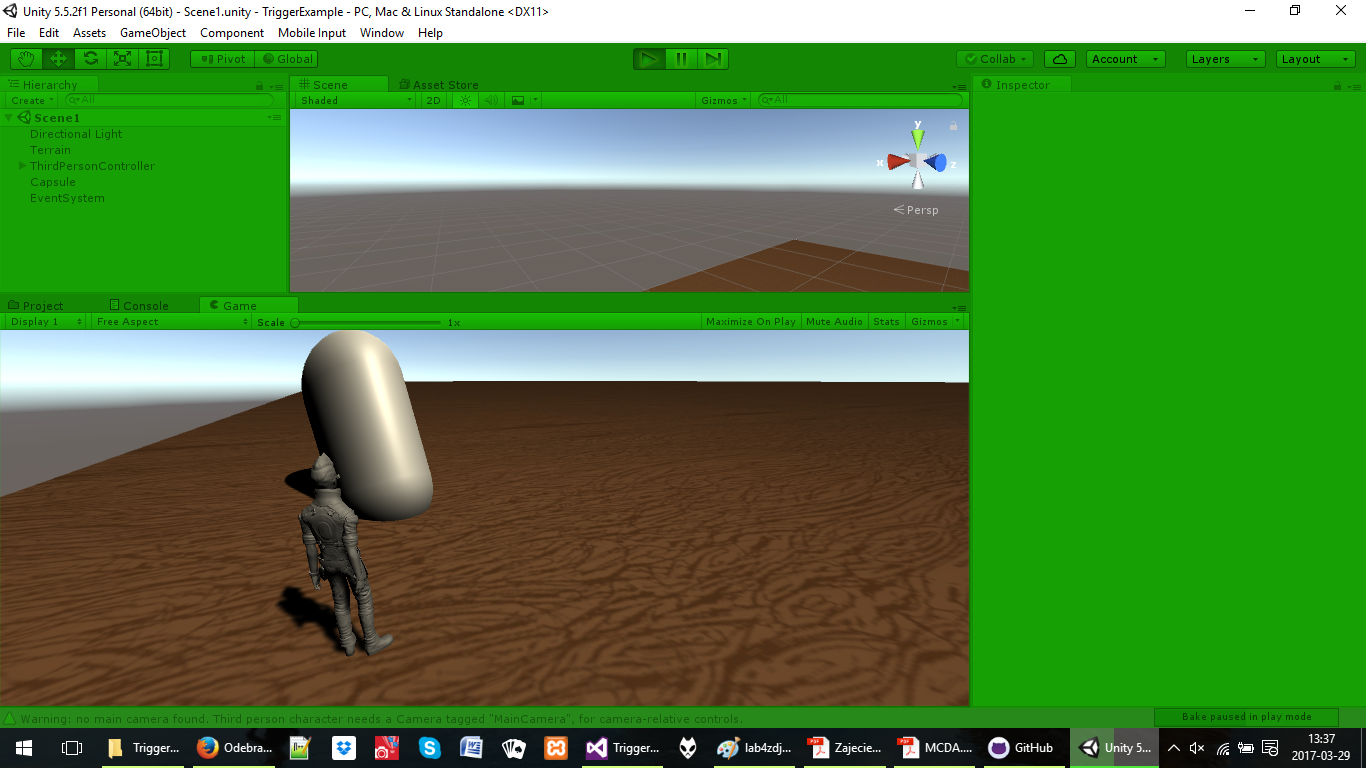 Unity 5.5.2f1 Personal (64bit) - Scene1.unity - TriggerExample - PC, Mac & Linux Standalone <DX11>
File Edit Assets GameObject Component Mobile Input Window Help
Pivot Global Collab Account Layers Layout
Hierarchy
Create All
Scene1
Directional Light
Terrain
ThirdPersonController
Capsule
EventSystem
Scene Asset Store
Shaded 2D Gizmos All
y
x z
Persp
Inspector
Project Console Game
Display 1 Free Aspect Scale 1x Maximize On Play Mute Audio Stats Gizmos
Warning: no main camera found. Third person character needs a Camera tagged "MainCamera", for camera-relative controls.
Bake paused in play mode
Trigger... Odebra... Trigger... lab4zdj... Zajecie... MCDA.... GitHub Unity 5...
13:37
2017-03-29